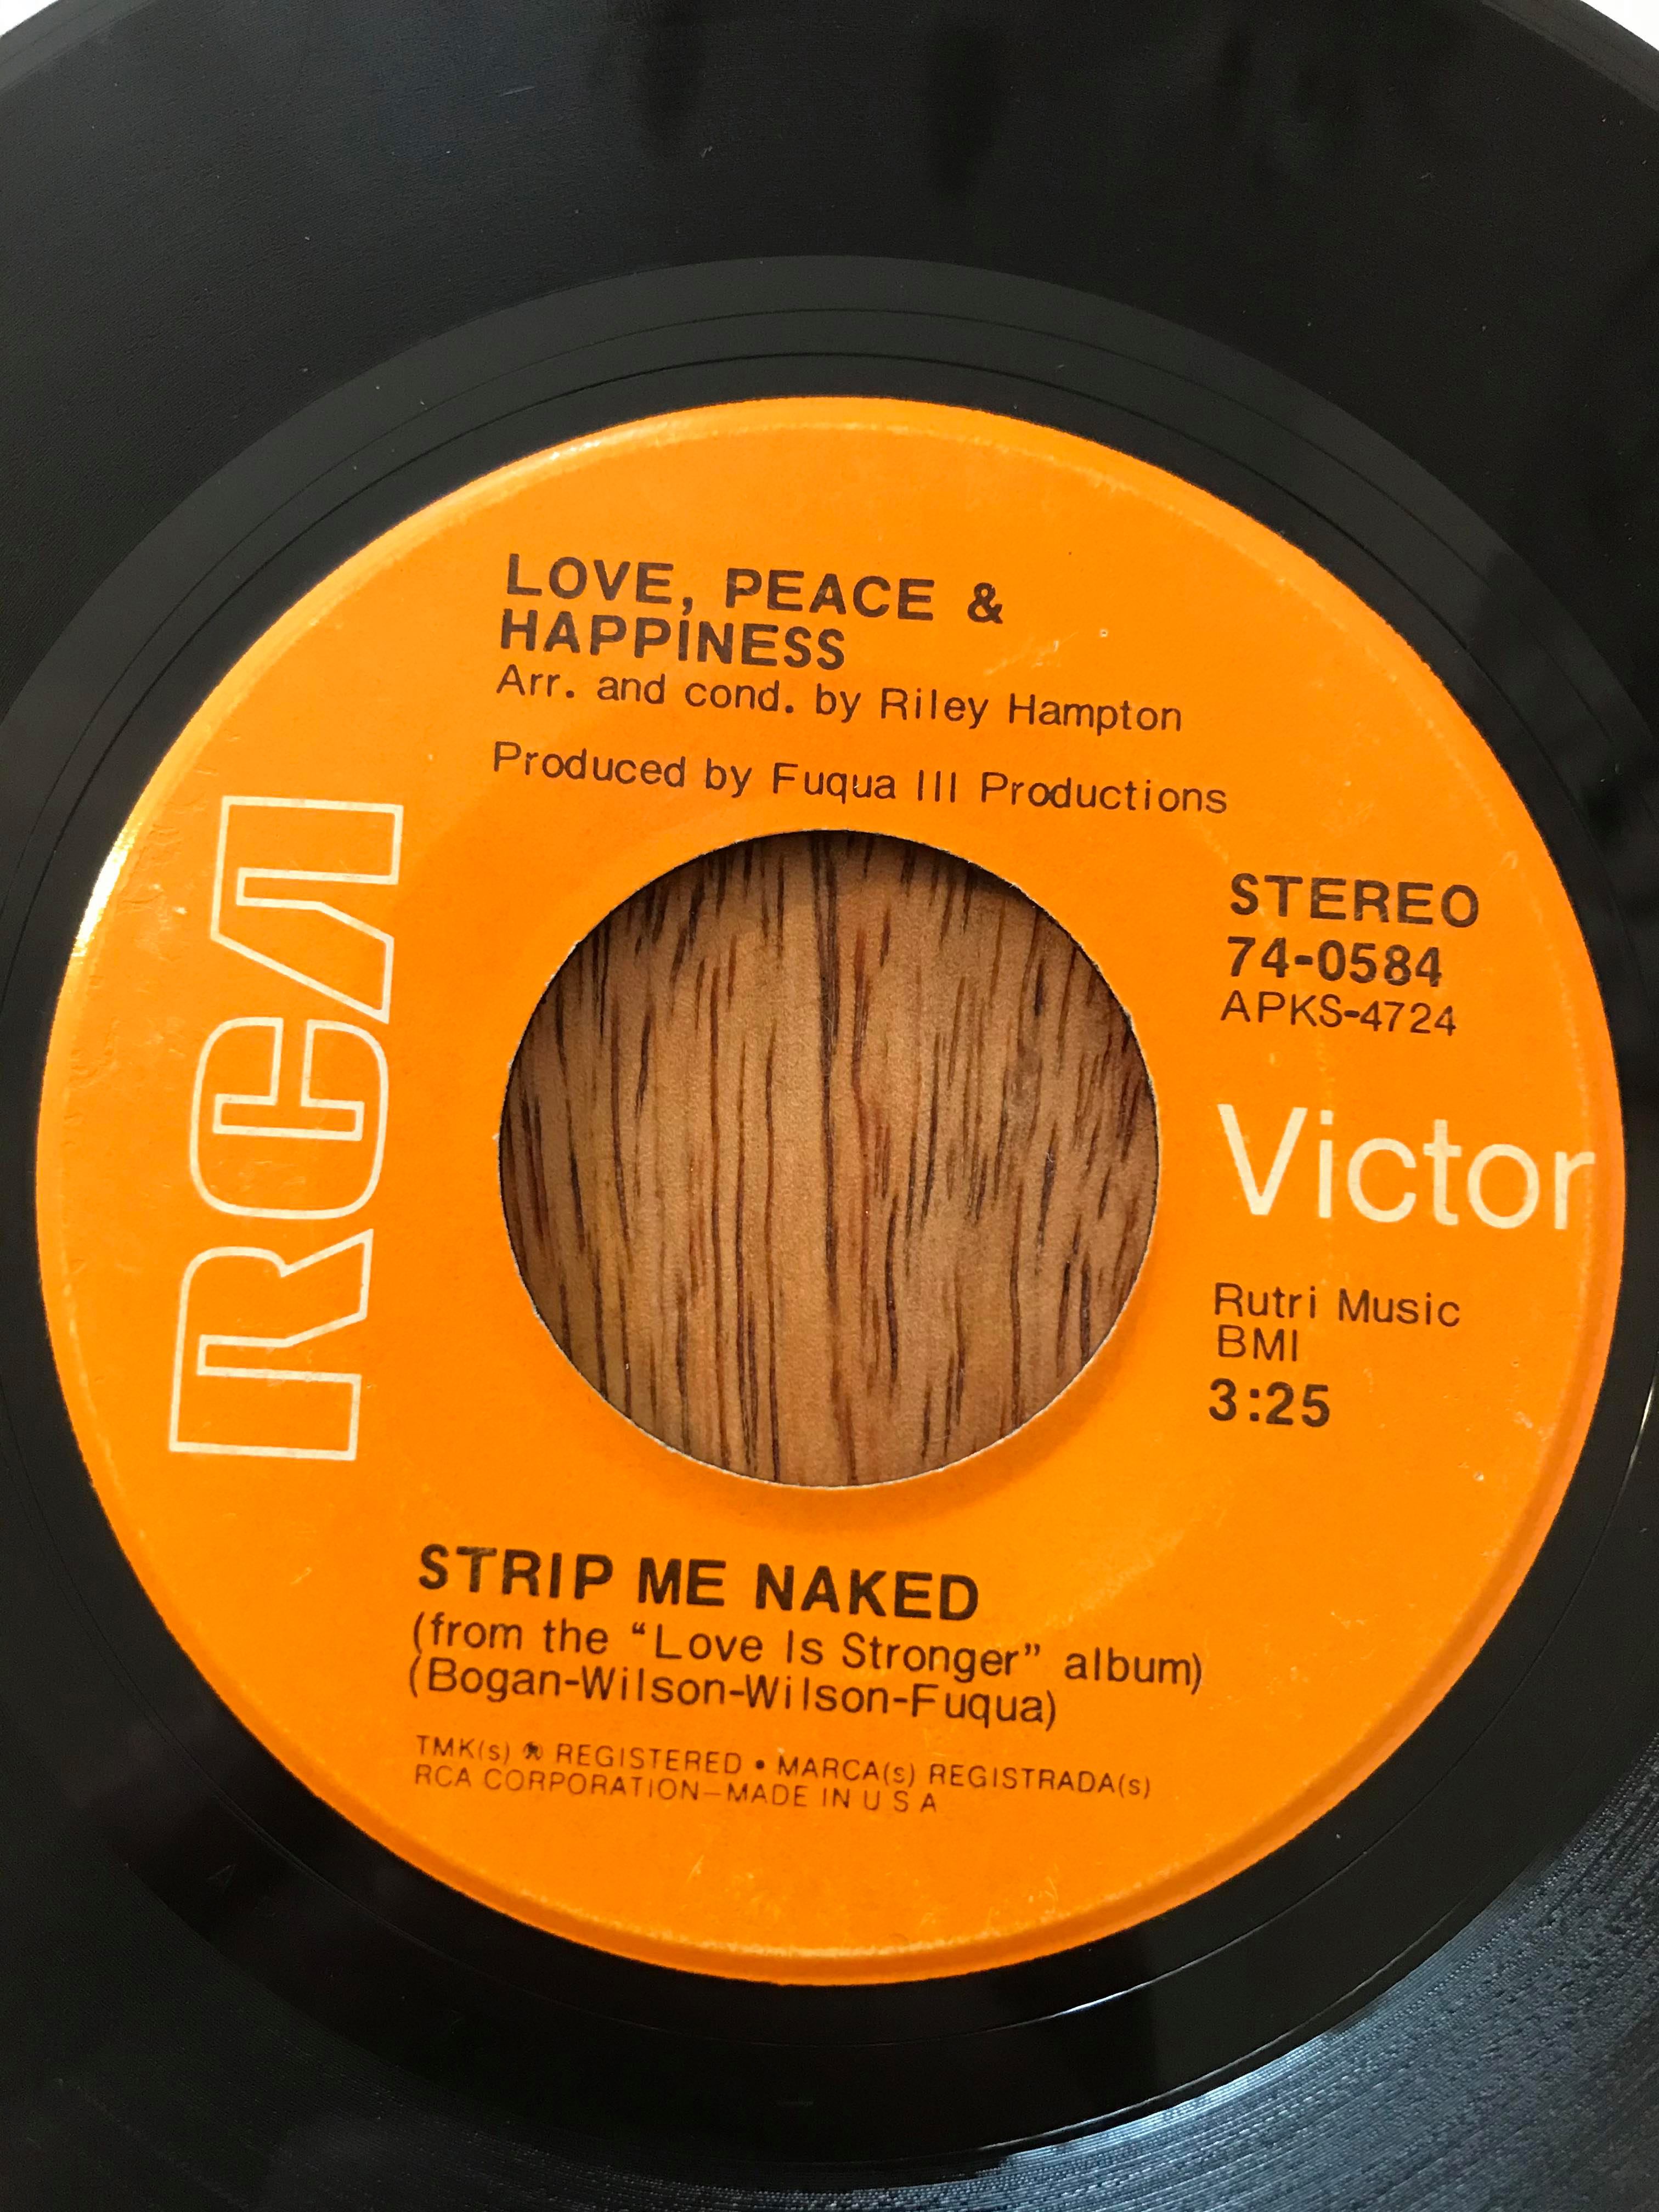 LOVE, PEACE &
HAPPINESS
Arr. and cond. by Riley Hampton
Produced by Fuqua III Productions
RCA
STEREO
74-0584
APKS-4724
Victor
Rutri Music
BMI
3:25
STRIP ME NAKED
(from the “Love Is Stronger” album)
(Bogan-Wilson-Wilson-Fuqua)
TMK(s) ® REGISTERED • MARCA(s) REGISTRADA(s)
RCA CORPORATION—MADE IN U S A